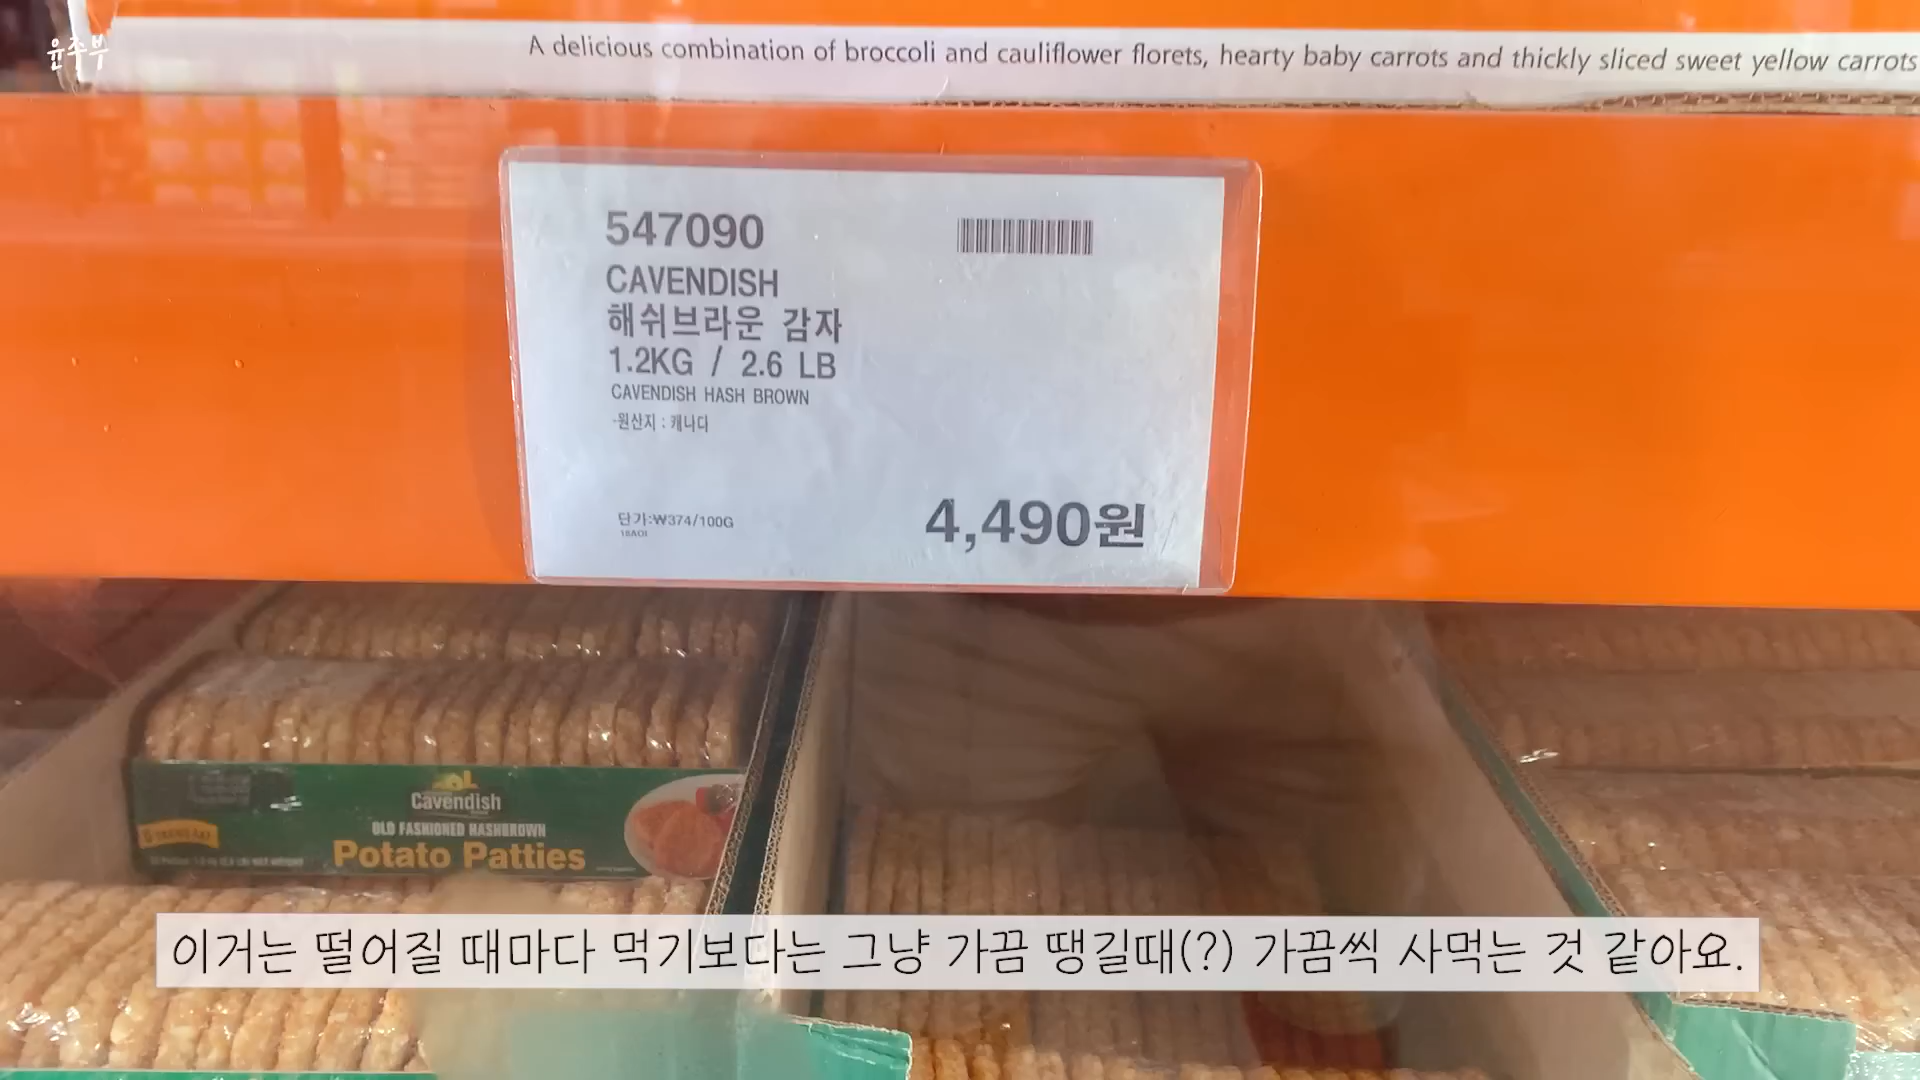 윤주부
A delicious combination of broccoli and cauliflower florets, hearty baby carrots and thickly sliced sweet yellow carrots
547090
CAVENDISH
해쉬브라운 감자
1.2KG / 2.6 LB
CAVENDISH HASH BROWN
-원산지 : 캐나다
단가:₩374/100G
4,490원
Cavendish
OLD FASHIONED HASHBROWN
Potato Patties
이거는 떨어질 때마다 먹기보다는 그냥 가끔 땡길때(?) 가끔씩 사먹는 것 같아요.